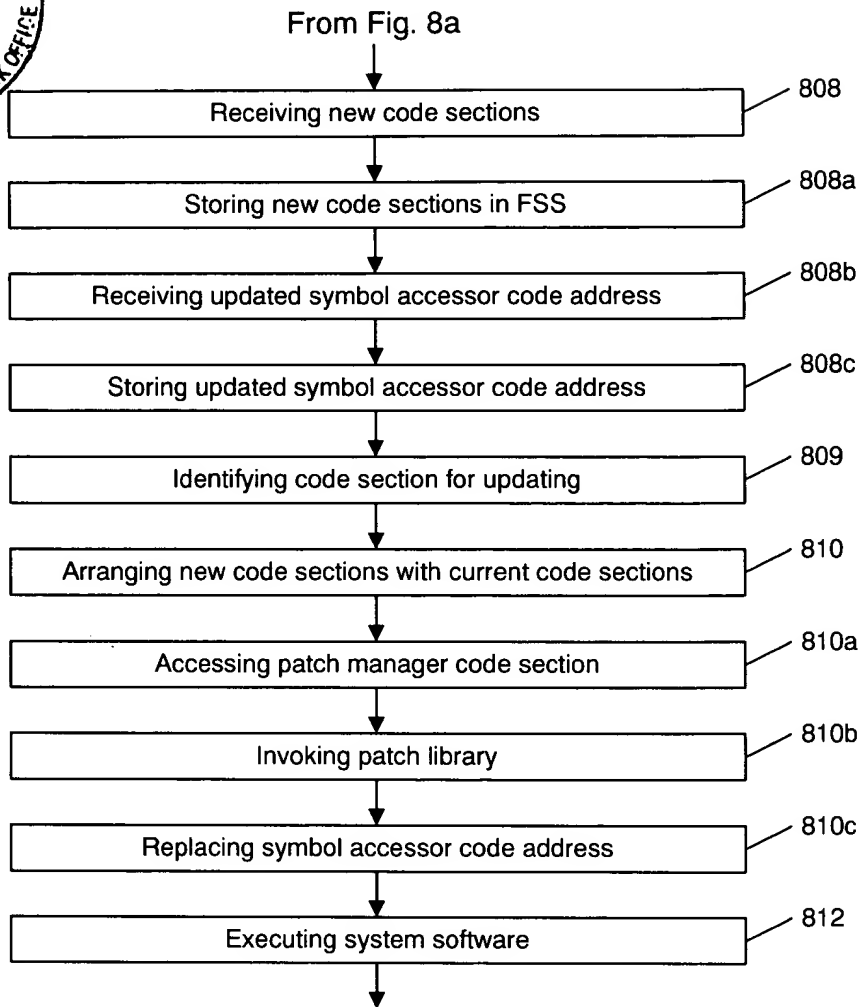 OFFICE
From Fig. 8a
808
Receiving new code sections
808a
Storing new code sections in FSS
808b
Receiving updated symbol accessor code address
808c
Storing updated symbol accessor code address
809
Identifying code section for updating
810
Arranging new code sections with current code sections
810a
Accessing patch manager code section
810b
Invoking patch library
810c
Replacing symbol accessor code address
812
Executing system software